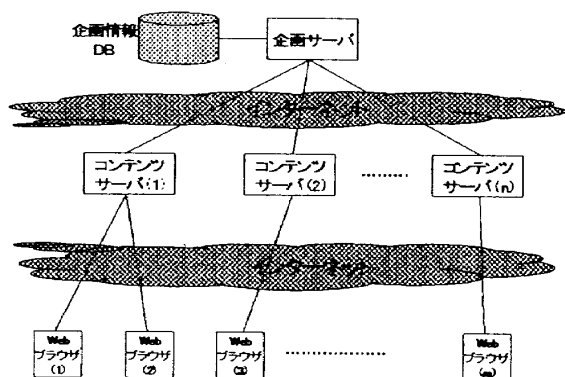 企画情報
DB
企画サーバ
インターネット
コンテンツ
サーバ(1)
コンテンツ
サーバ(2)
………
コンテンツ
サーバ(n)
インターネット
Web
ブラウザ
(1)
Web
ブラウザ
(2)
Web
ブラウザ
(3)
………………
Web
ブラウザ
(m)